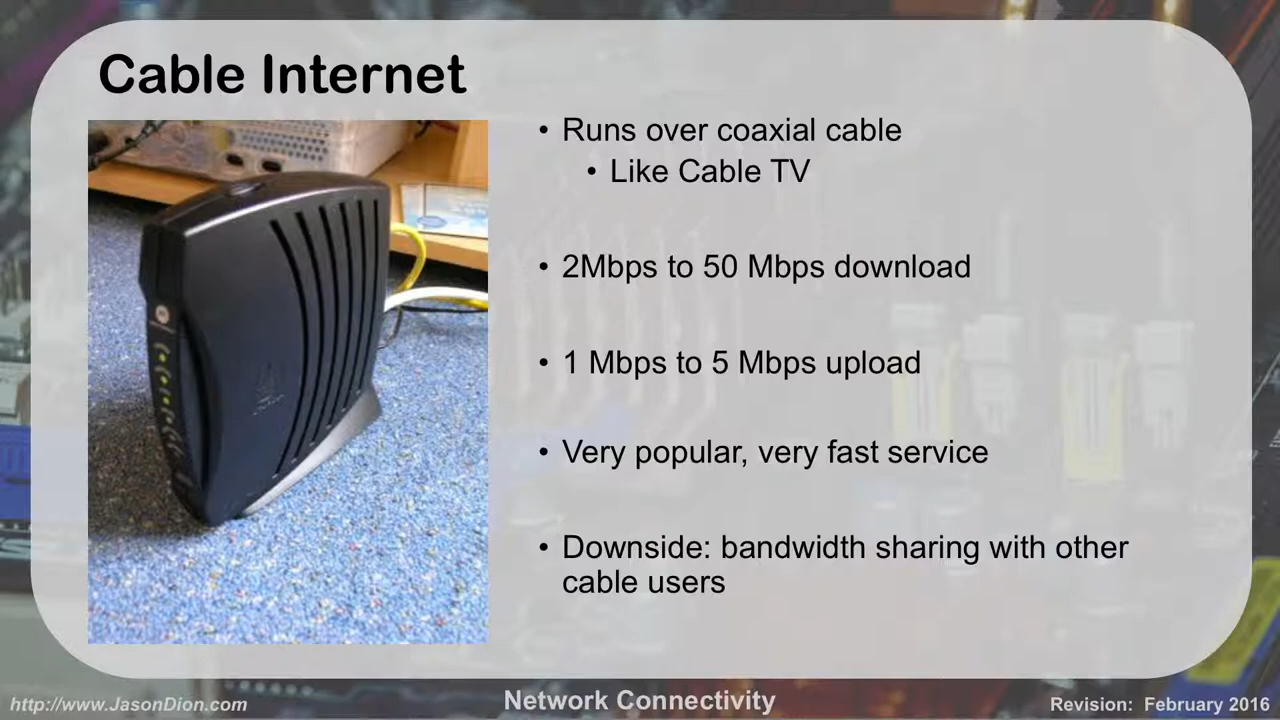 Cable Internet
• Runs over coaxial cable
• Like Cable TV
• 2Mbps to 50 Mbps download
• 1 Mbps to 5 Mbps upload
• Very popular, very fast service
• Downside: bandwidth sharing with other
cable users
http://www.JasonDion.com
Network Connectivity
Revision: February 2016